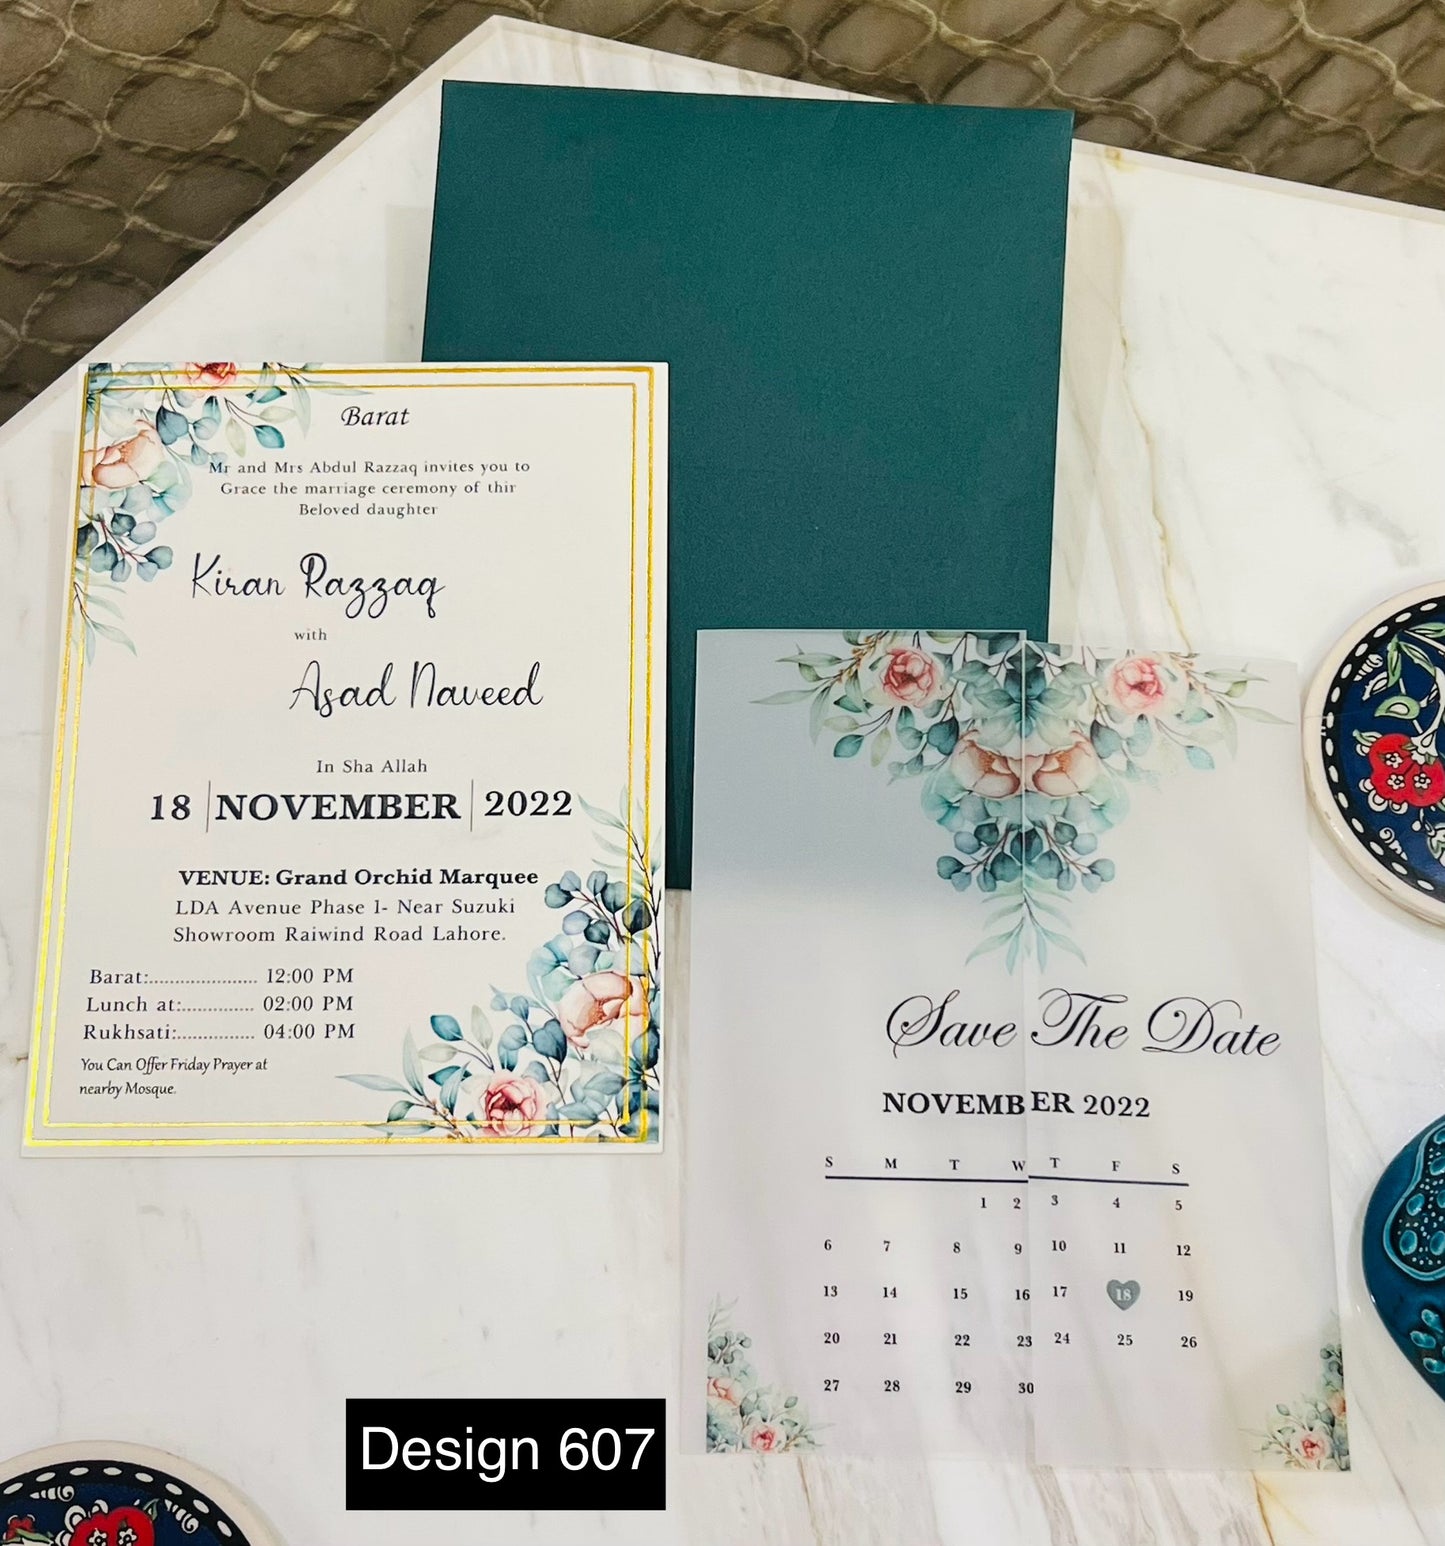 Barat
Mr and Mrs Abdul Razzaq invites you to
Grace the marriage ceremony of thir
Beloved daughter
Kiran Razzaq
with
Asad Naveed
In Sha Allah
18 NOVEMBER 2022
VENUE: Grand Orchid Marquee
LDA Avenue Phase 1- Near Suzuki
Showroom Raiwind Road Lahore.
Barat:..................... 12:00 PM
Lunch at:.............. 02:00 PM
Rukhsati:............... 04:00 PM
You Can Offer Friday Prayer at
nearby Mosque.
Save The Date
NOVEMBER 2022
S M T W T F S
1 2 3 4 5
6 7 8 9 10 11 12
13 14 15 16 17 18 19
20 21 22 23 24 25 26
27 28 29 30
Design 607